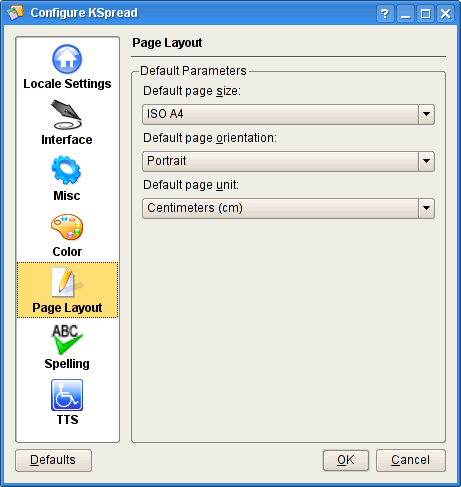 Configure KSpread
?
Locale Settings
Interface
Misc
Color
Page Layout
ABC
Spelling
TTS
Page Layout
Default Parameters
Default page size:
ISO A4
Default page orientation:
Portrait
Default page unit:
Centimeters (cm)
Defaults
OK
Cancel